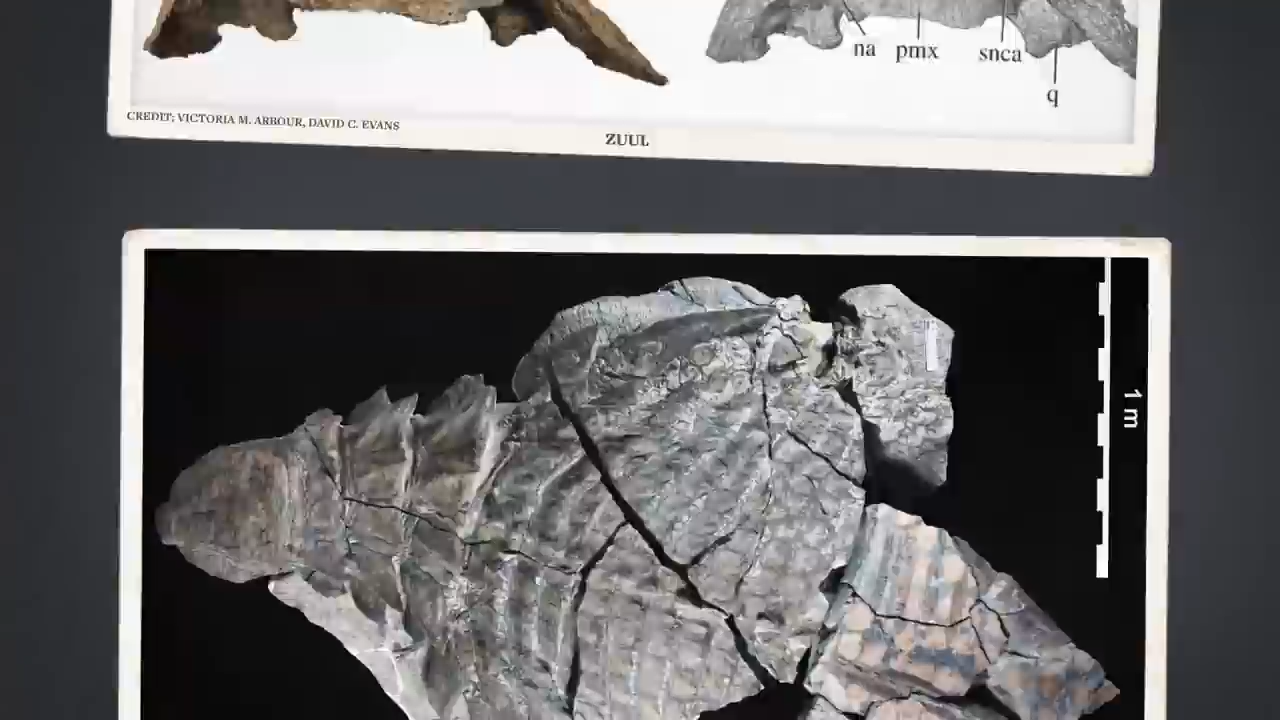 na
pmx
snca
q
CREDIT; VICTORIA M. ARBOUR, DAVID C. EVANS
ZUUL
1 m